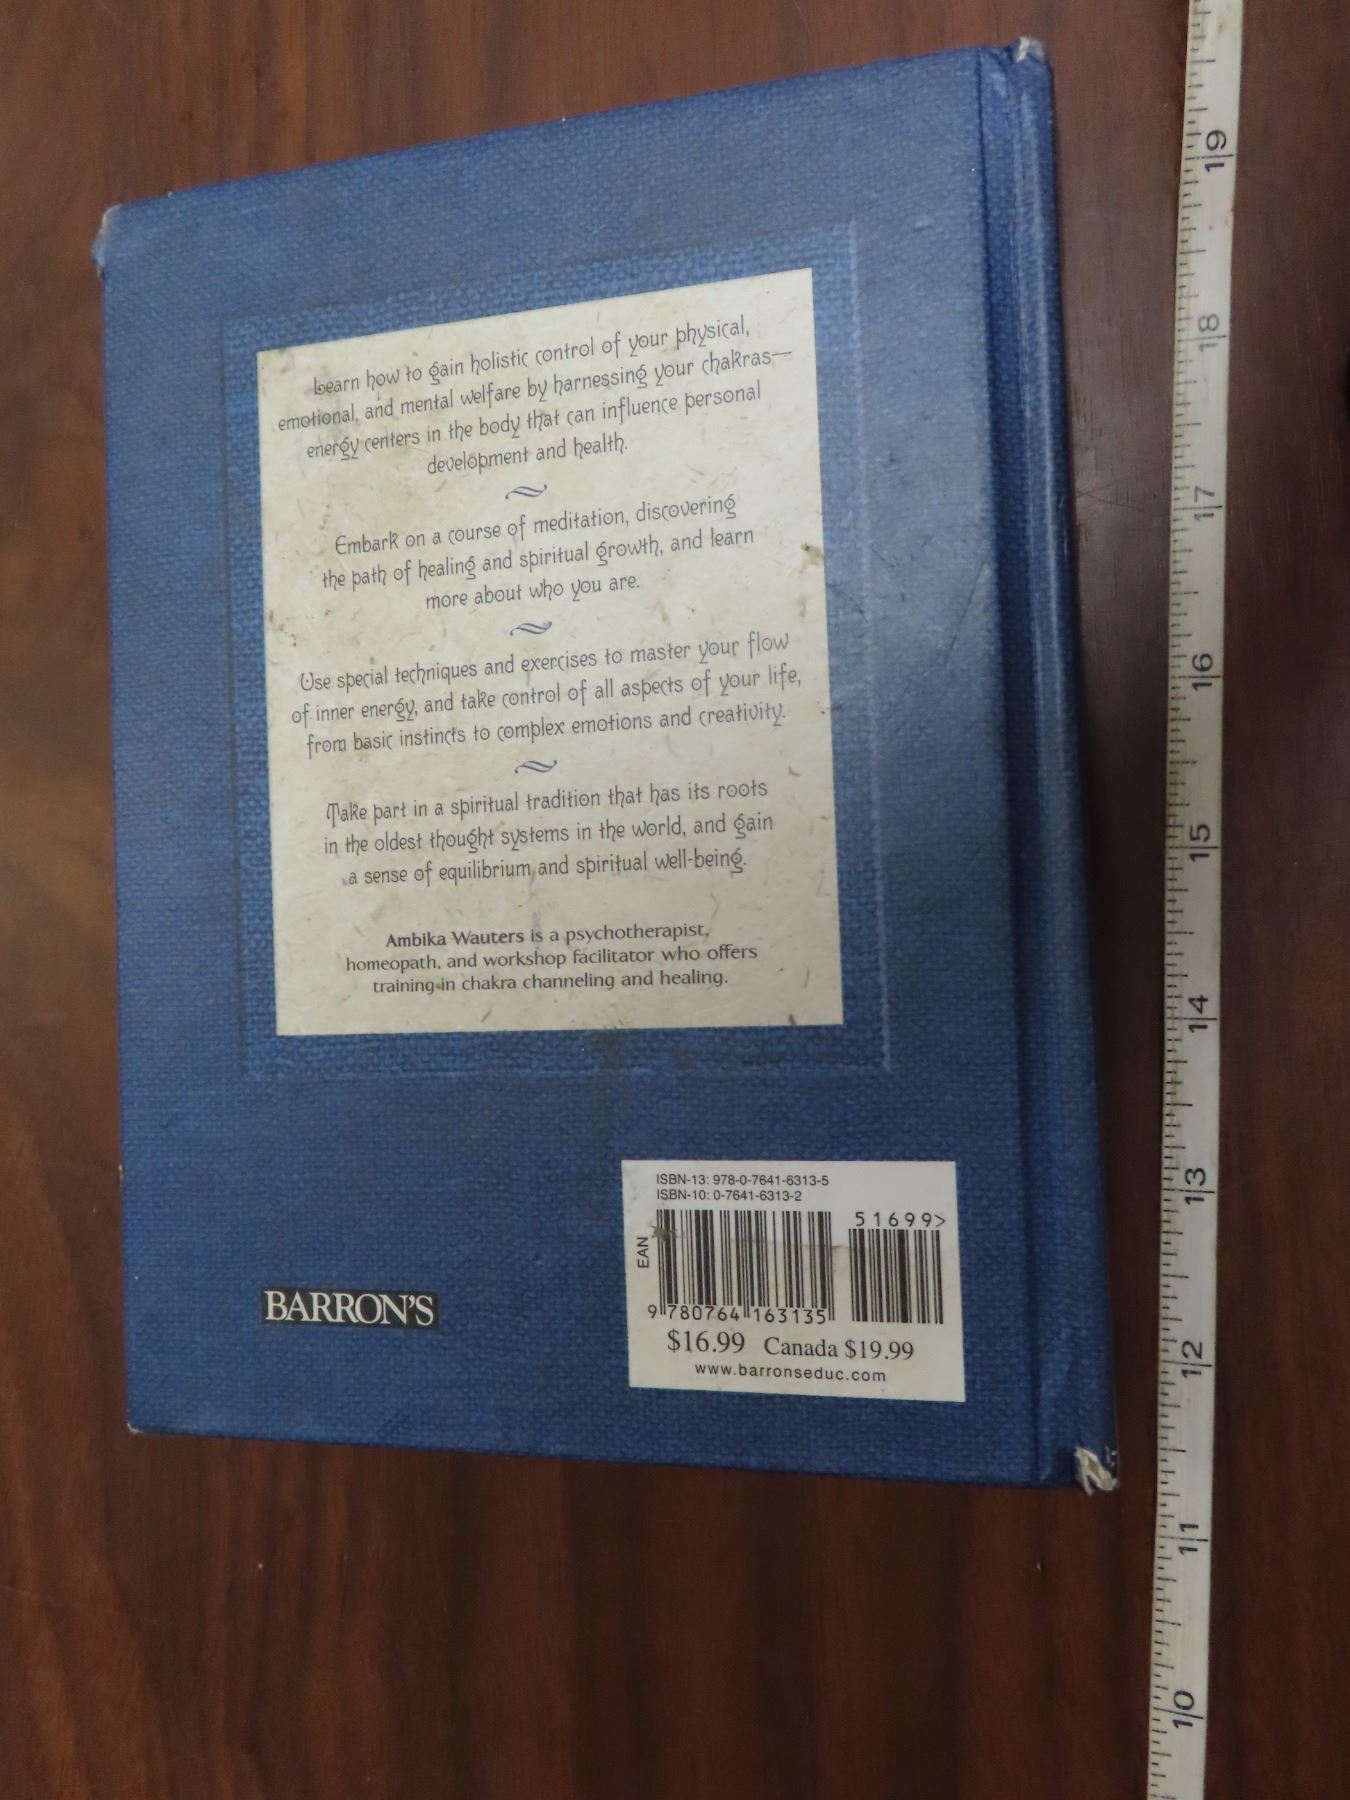 Learn how to gain holistic control of your physical,
emotional, and mental welfare by harnessing your chakras—
energy centers in the body that can influence personal
development and health.
Embark on a course of meditation, discovering
the path of healing and spiritual growth, and learn
more about who you are.
Use special techniques and exercises to master your flow
of inner energy, and take control of all aspects of your life,
from basic instincts to complex emotions and creativity.
Take part in a spiritual tradition that has its roots
in the oldest thought systems in the world, and gain
a sense of equilibrium and spiritual well-being.
Ambika Wauters is a psychotherapist,
homeopath, and workshop facilitator who offers
training in chakra channeling and healing.
BARRON'S
ISBN-13: 978-0-7641-6313-5
ISBN-10: 0-7641-6313-2
51699>
EAN
9 780764 163135
$16.99 Canada $19.99
www.barronseduc.com
19
18
17
16
15
14
13
12
11
10